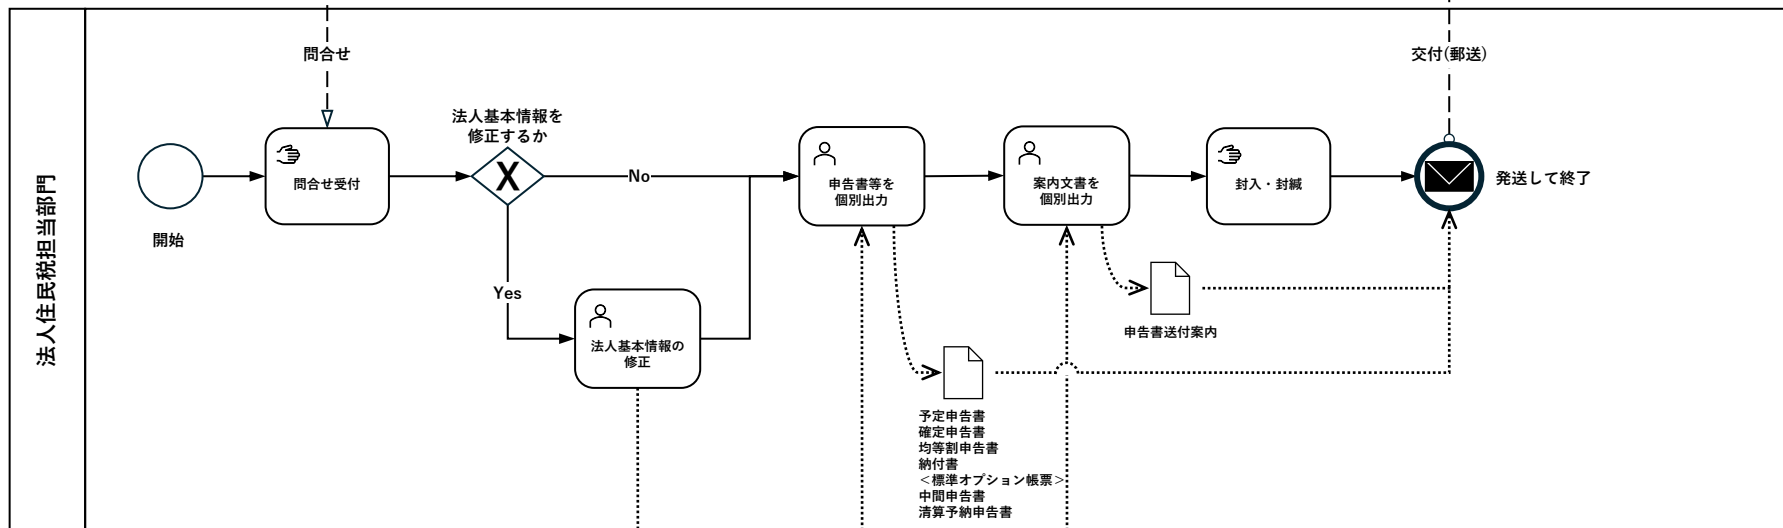 法人住民税担当部門
問合せ
交付(郵送)
開始
問合せ受付
法人基本情報を
修正するか
X
No
Yes
法人基本情報の
修正
申告書等を
個別出力
案内文書を
個別出力
封入・封緘
発送して終了
申告書送付案内
予定申告書
確定申告書
均等割申告書
納付書
<標準オプション帳票>
中間申告書
清算予納申告書